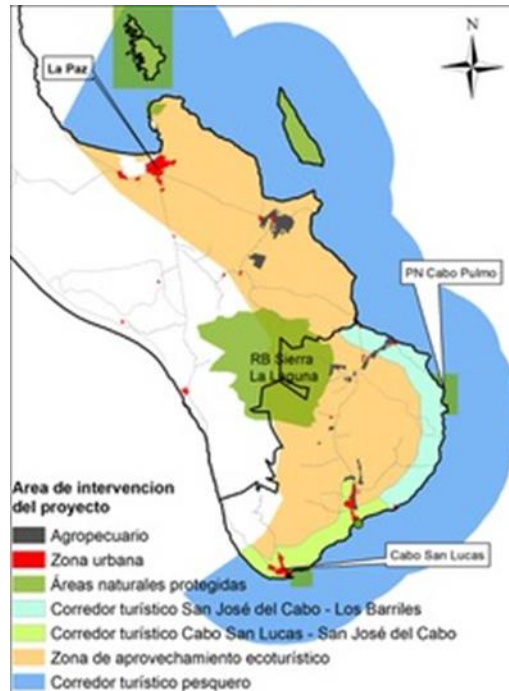 N
La Paz
PN Cabo Pulmo
RB Sierra
La Laguna
Area de intervencion
del proyecto
Agropecuario
Zona urbana
Áreas naturales protegidas
Cabo San Lucas
Corredor turístico San José del Cabo - Los Barriles
Corredor turístico Cabo San Lucas - San José del Cabo
Zona de aprovechamiento ecoturístico
Corredor turístico pesquero